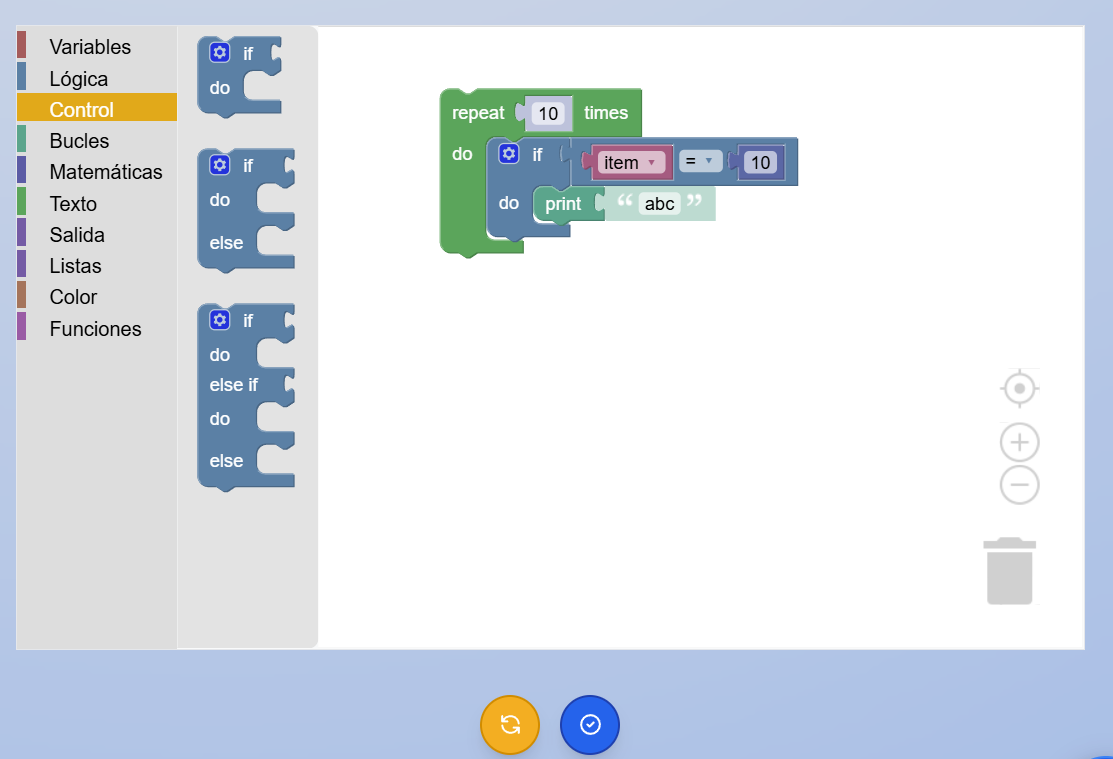 Variables
Lógica
Control
Bucles
Matemáticas
Texto
Salida
Listas
Color
Funciones
if
do
if
do
else
if
do
else if
do
else
repeat 10 times
do if item = 10
do print “ abc ”